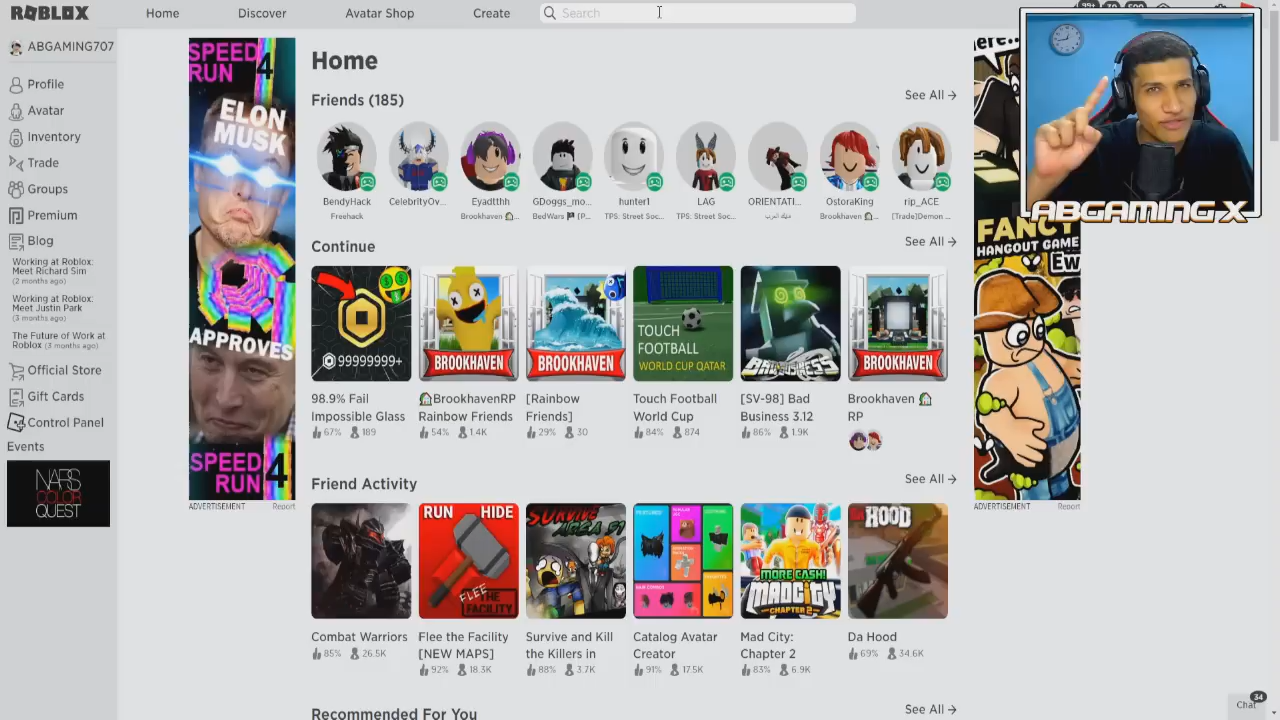 ROBLOX
Home
Discover
Avatar Shop
Create
Search
ABGAMING707
Profile
Avatar
Inventory
Trade
Groups
Premium
Blog
Working at Roblox:
Meet Richard Sim
(2 months ago)
Working at Roblox:
Meet Justin Park
(3 months ago)
The Future of Work at
Roblox (3 months ago)
Official Store
Gift Cards
Control Panel
Events
NARS
COLOR
QUEST
SPEED
RUN 4
ELON
MUSK
APPROVES
SPEED
RUN 4
ADVERTISEMENT
Report
Home
Friends (185)
See All →
BendyHack
Freehack
CelebrityOv...
Eyadtthh
Brookhaven
GDoggs_mo...
BedWars [P...
hunter1
TPS: Street Soc...
LAG
TPS: Street Soc...
ORIENTATI...
OstoraKing
Brookhaven
rip_ACE
[Trade]Demon ..
Continue
See All →
99999999+
BROOKHAVEN
BROOKHAVEN
TOUCH
FOOTBALL
WORLD CUP QATAR
BROOKHAVEN
98.9% Fail
Impossible Glass
67% 189
BrookhavenRP
Rainbow Friends
54% 1.4K
[Rainbow
Friends]
29% 30
Touch Football
World Cup
84% 874
[SV-98] Bad
Business 3.12
86% 1.9K
Brookhaven
RP
Friend Activity
See All →
RUN HIDE
FLEE
THE
FACILITY
MORE CASH!
MADCITY
CHAPTER 2
HOOD
Combat Warriors
85% 26.5K
Flee the Facility
[NEW MAPS]
92% 18.3K
Survive and Kill
the Killers in
88% 3.7K
Catalog Avatar
Creator
91% 17.5K
Mad City:
Chapter 2
83% 6.9K
Da Hood
69% 34.6K
Recommended For You
See All →
ABGAMING X
FANCY
HANGOUT GAME
EW
ADVERTISEMENT
Report
Chat
34